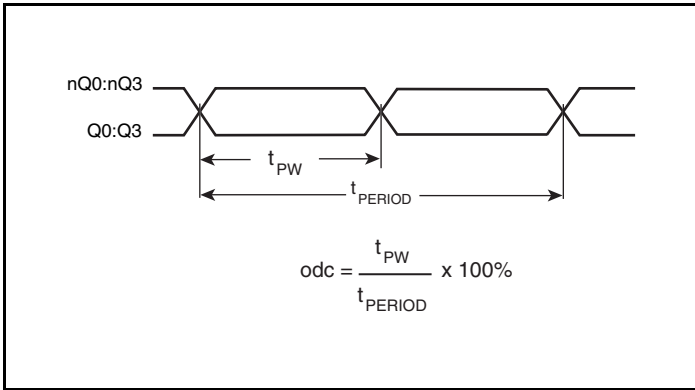 nQ0:nQ3
Q0:Q3
tPW
tPERIOD
odc = tPW / tPERIOD x 100%